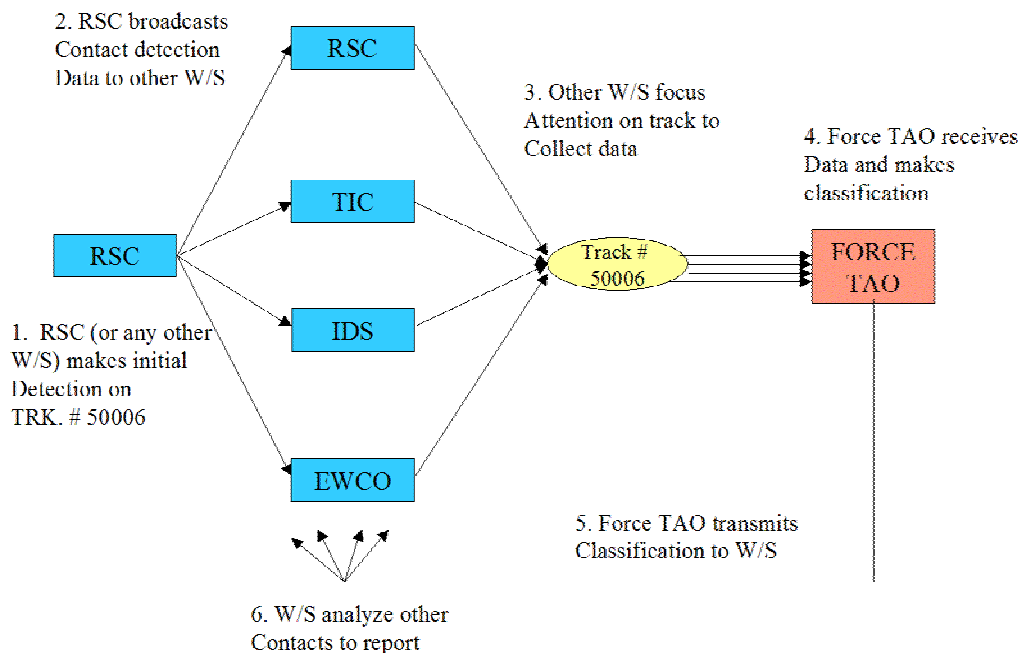 2. RSC broadcasts
Contact detection
Data to other W/S
RSC
3. Other W/S focus
Attention on track to
Collect data
4. Force TAO receives
Data and makes
classification
TIC
RSC
Track #
50006
FORCE
TAO
1. RSC (or any other
W/S) makes initial
Detection on
TRK. # 50006
IDS
EWCO
5. Force TAO transmits
Classification to W/S
6. W/S analyze other
Contacts to report